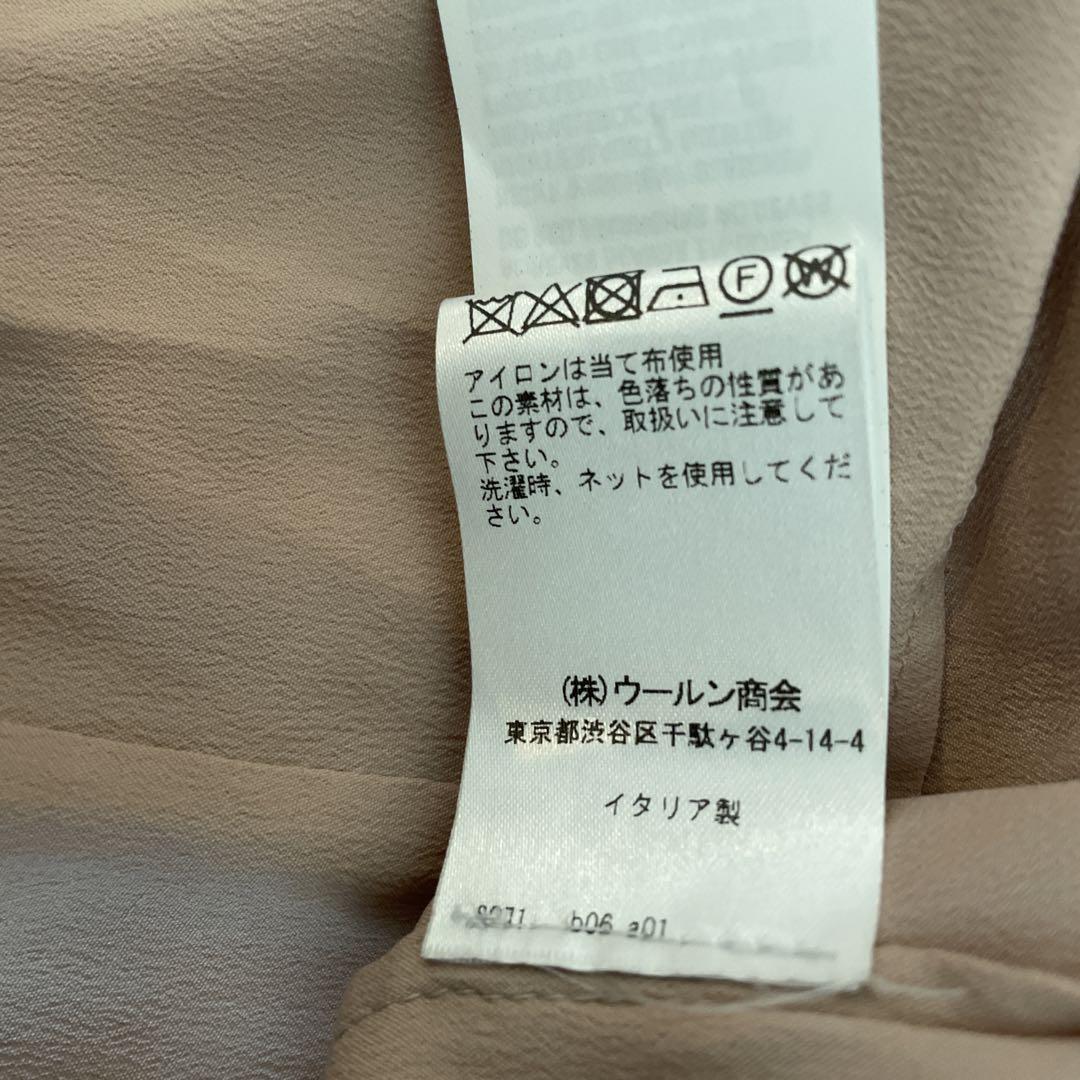 F
W
アイロンは当て布使用
この素材は、色落ちの性質があ
りますので、取扱いに注意して
下さい。
洗濯時、ネットを使用してくだ
さい。
(株)ウールン商会
東京都渋谷区千駄ヶ谷4-14-4
イタリア製
b06 a01